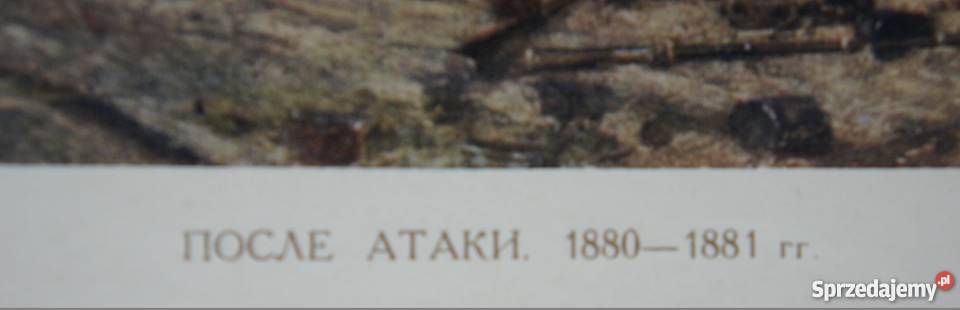 ПОСЛЕ АТАКИ. 1880—1881 гг.
Sprzedajemy.pl